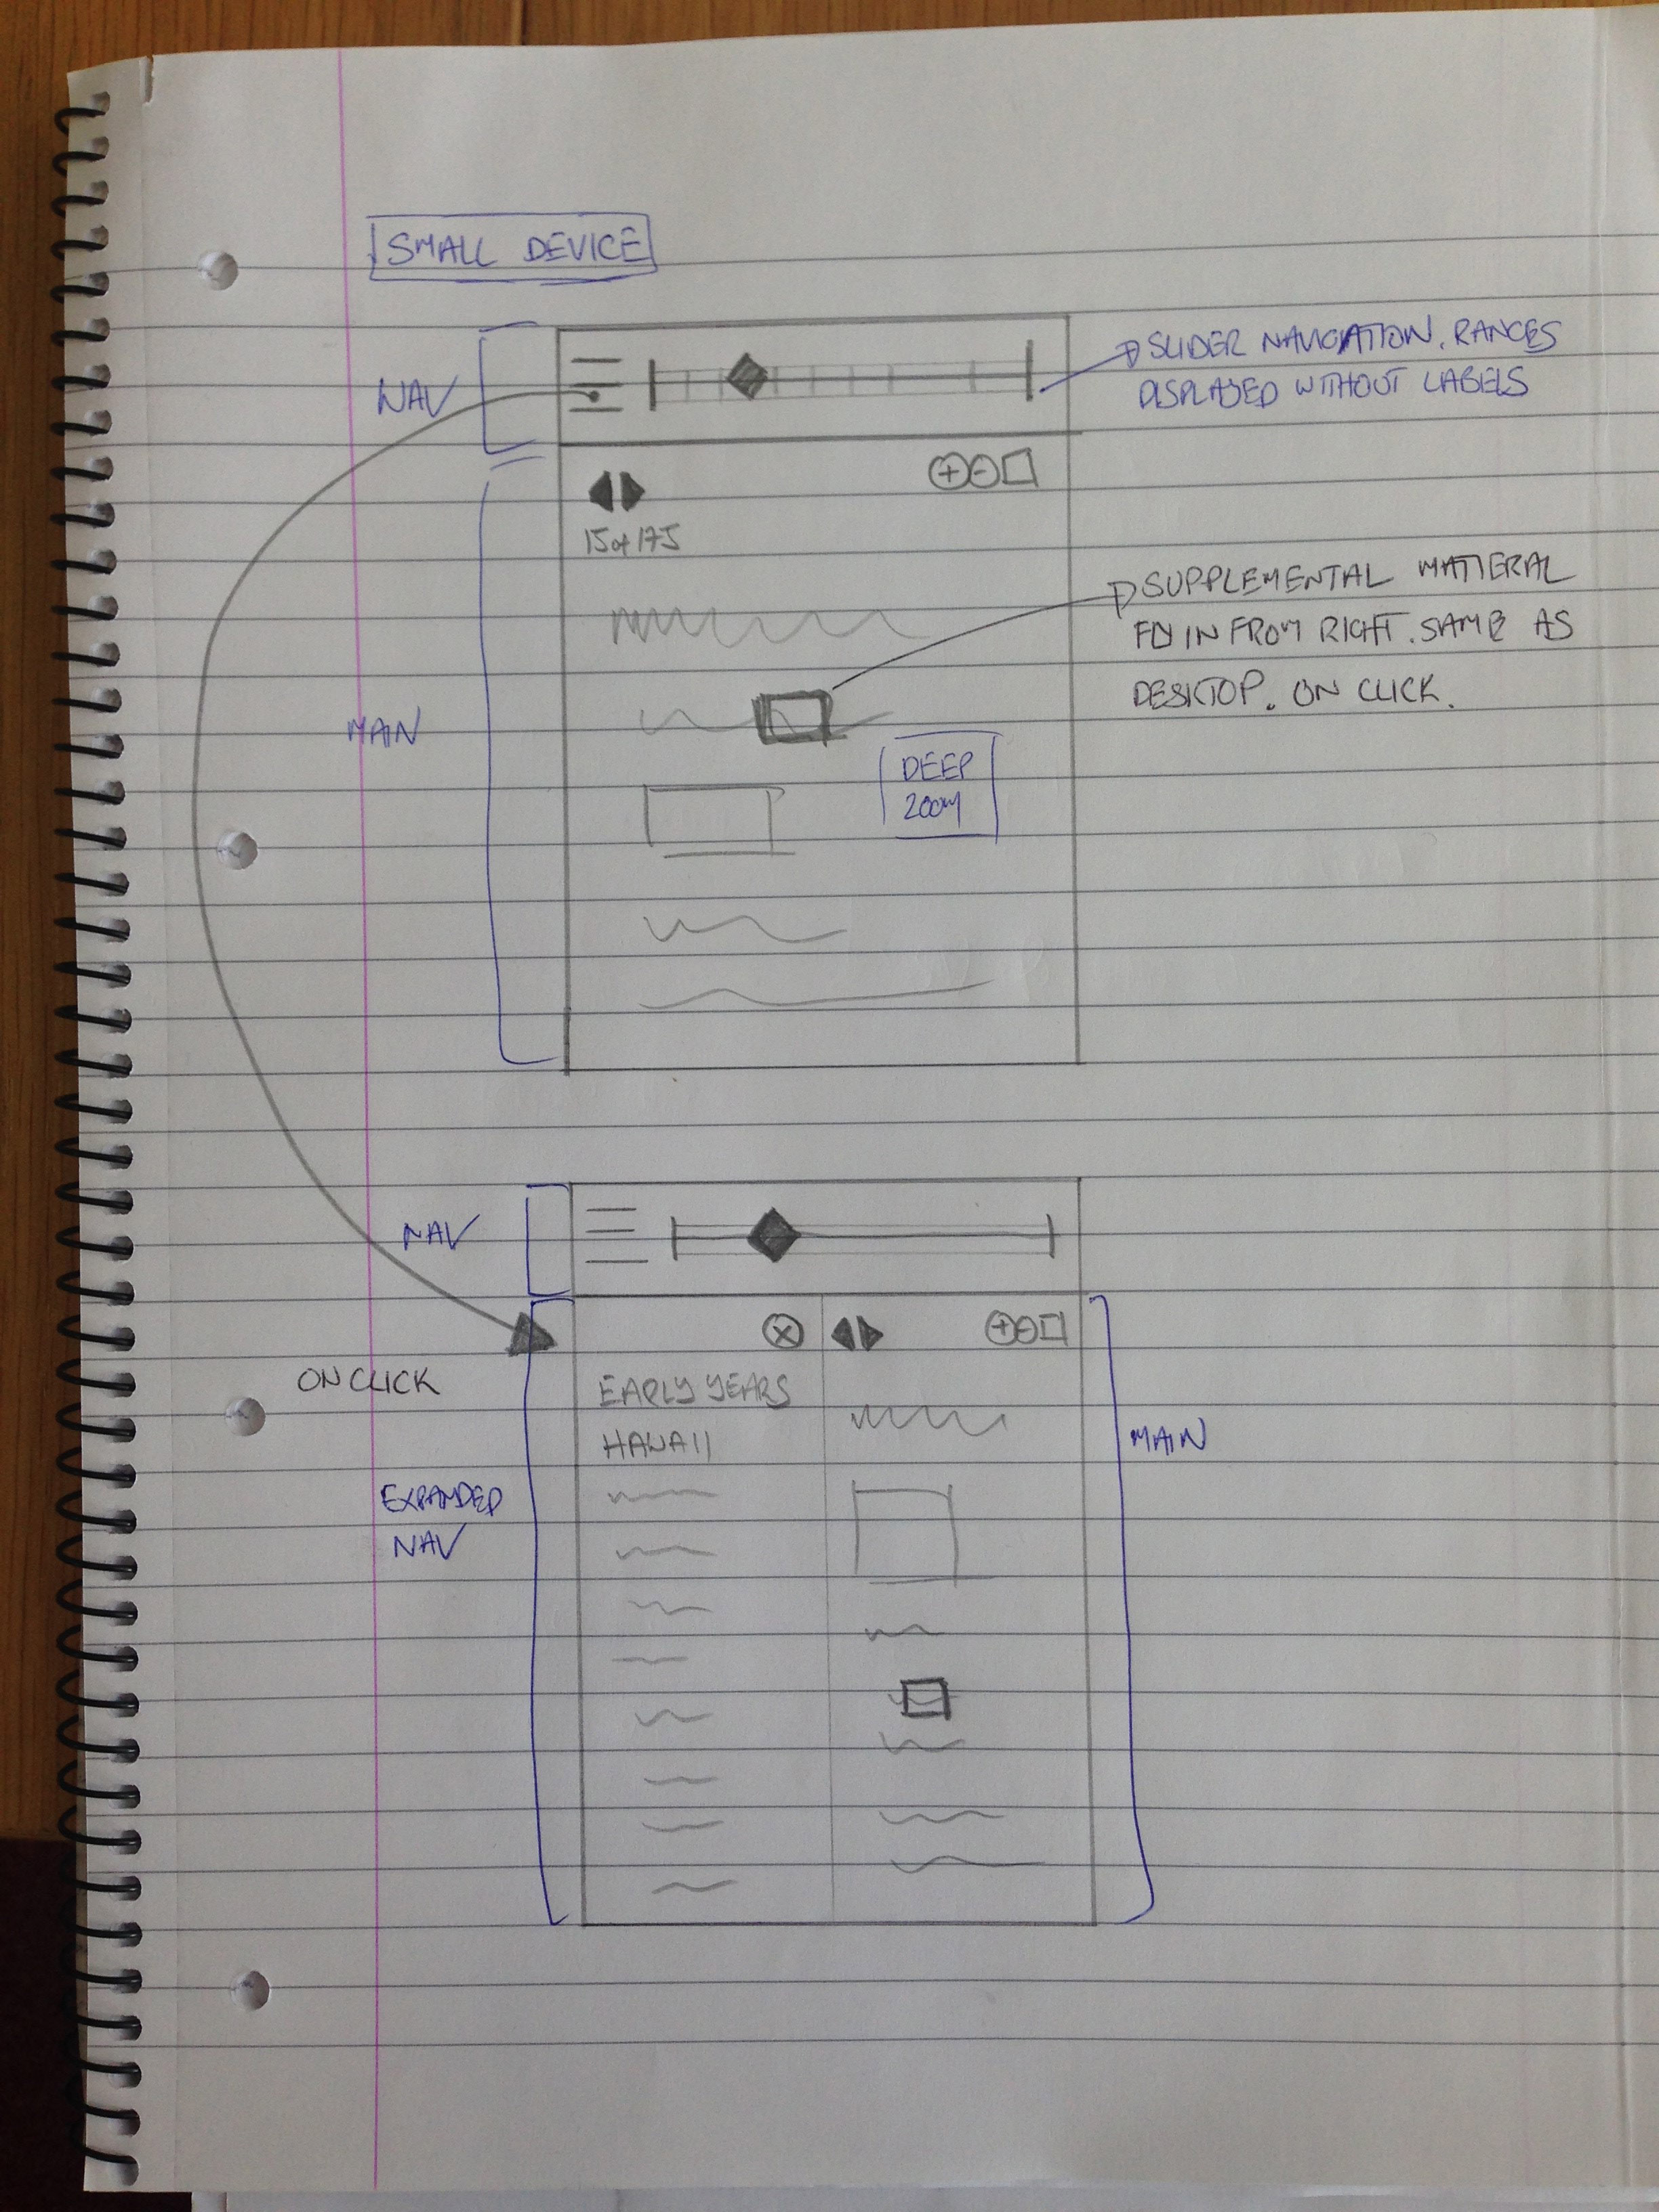 SMALL DEVICE
NAV
SLIDER NAVIGATION. RANGES
DISPLAYED WITHOUT LABELS
15 of 175
SUPPLEMENTAL MATIERAL
FLY IN FROM RIGHT. SAME AS
DESKTOP. ON CLICK.
MAIN
DEEP
ZOOM
NAV
ON CLICK
EARLY YEARS
HAWAII
MAIN
EXPANDED
NAV